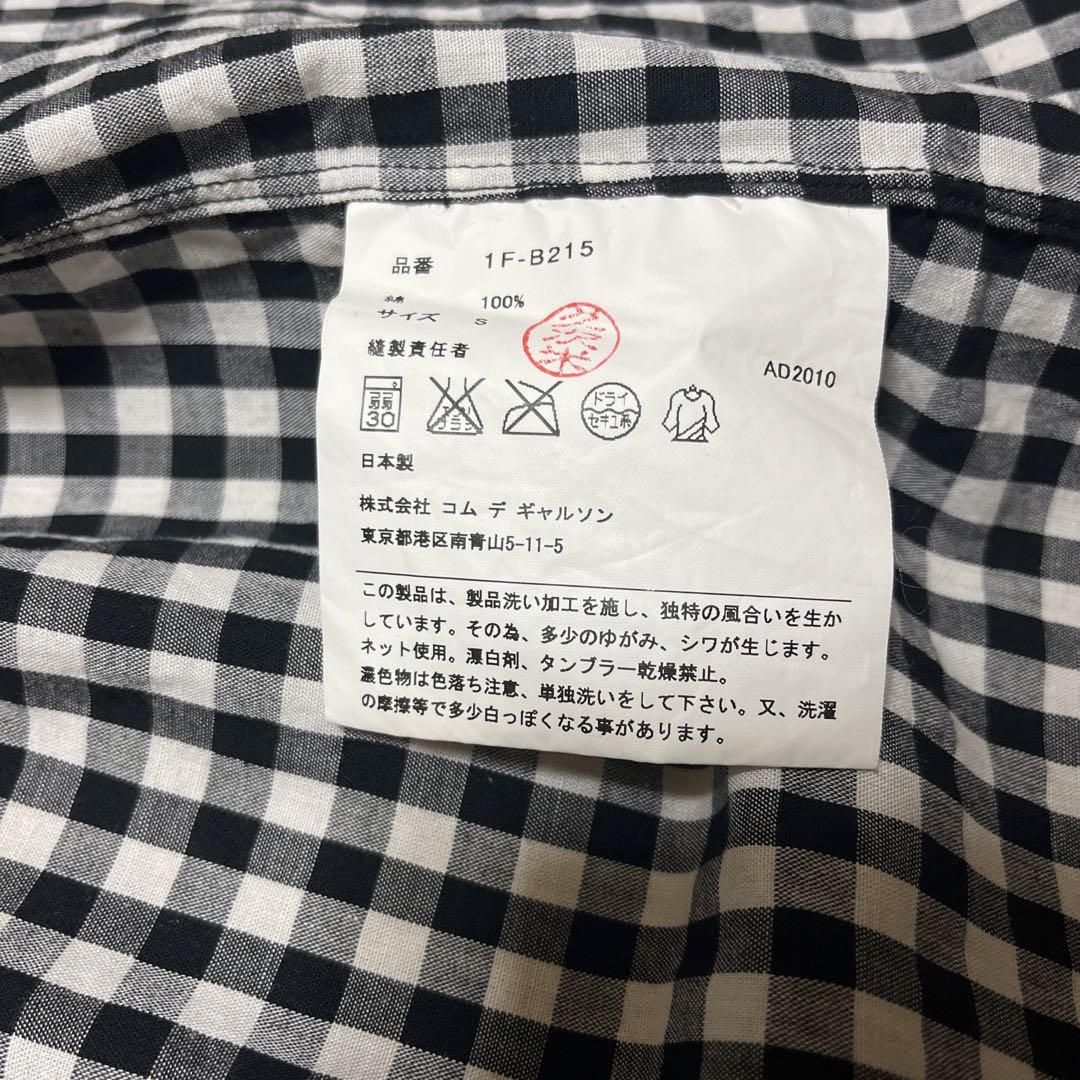 品番 1F-B215
綿 100%
サイズ S
縫製責任者
AD2010
弱
30
ドライ
セキユ系
日本製
株式会社 コム デ ギャルソン
東京都港区南青山5-11-5
この製品は、製品洗い加工を施し、独特の風合いを生か
しています。その為、多少のゆがみ、シワが生じます。
ネット使用。漂白剤、タンブラー乾燥禁止。
濃色物は色落ち注意、単独洗いをして下さい。又、洗濯
の摩擦等で多少白っぽくなる事があります。